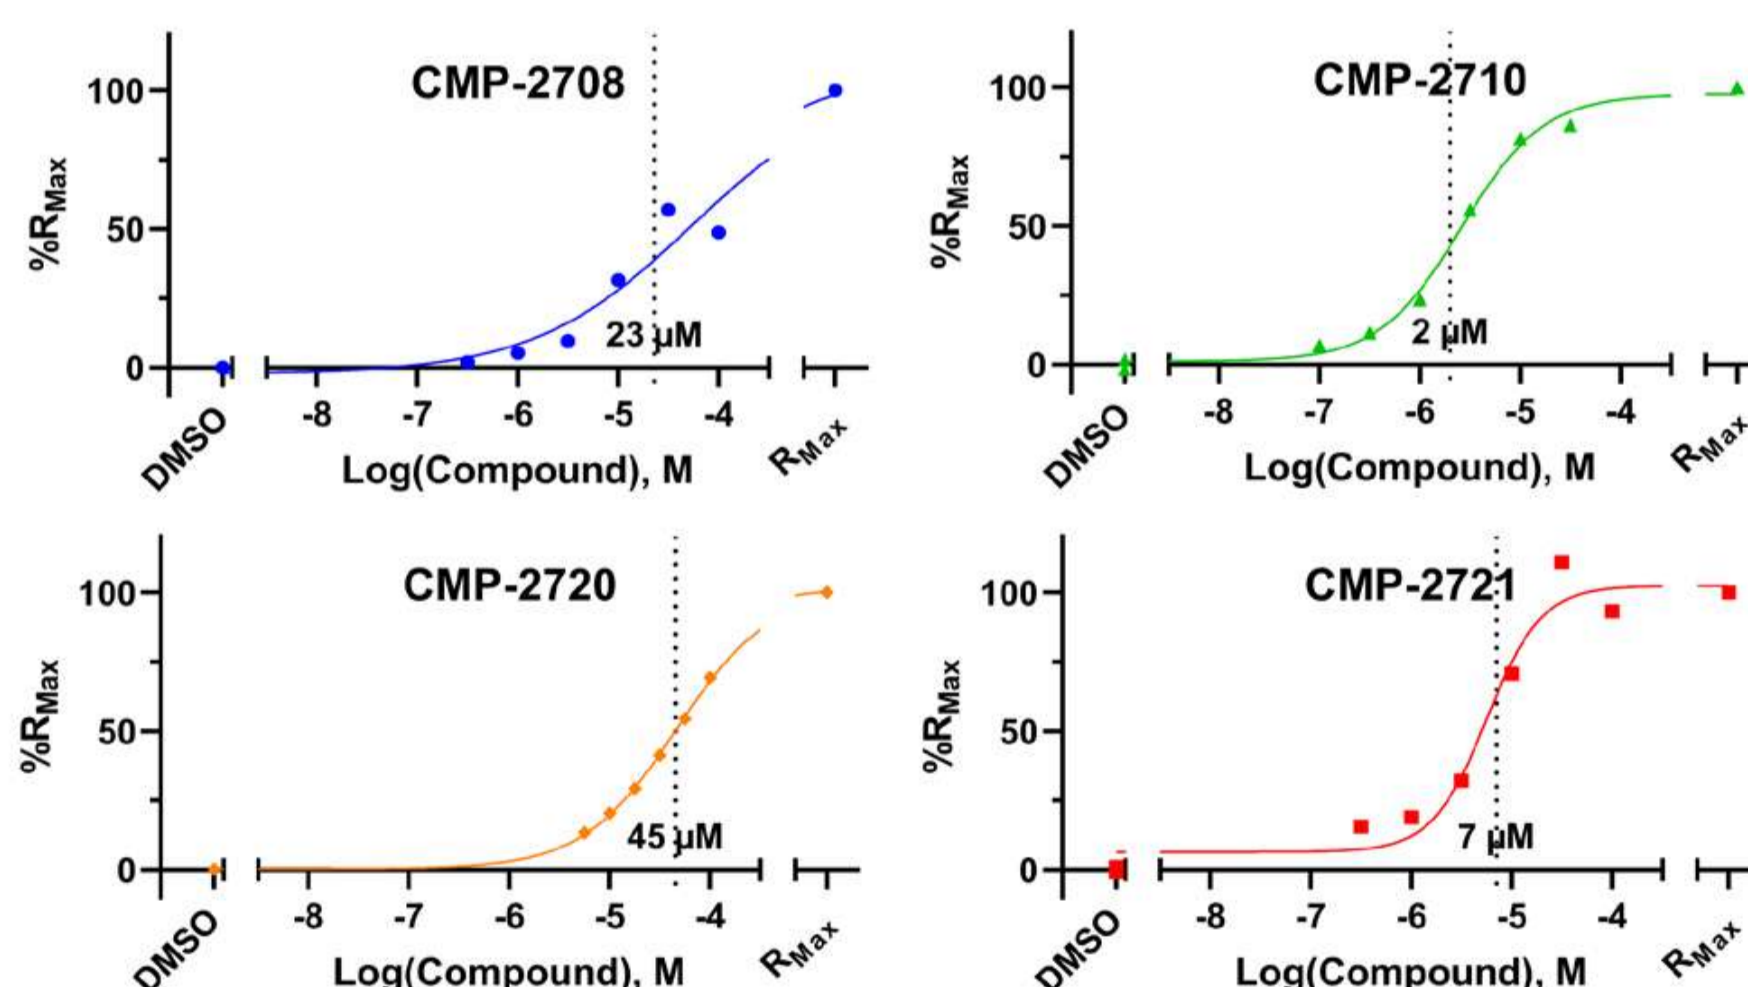 CMP-2708
%RMax
100
50
0
23 µM
DMSO
-8 -7 -6 -5 -4
RMax
Log(Compound), M
CMP-2710
%RMax
100
50
0
2 µM
DMSO
-8 -7 -6 -5 -4
RMax
Log(Compound), M
CMP-2720
%RMax
100
50
0
45 µM
DMSO
-8 -7 -6 -5 -4
RMax
Log(Compound), M
CMP-2721
%RMax
100
50
0
7 µM
DMSO
-8 -7 -6 -5 -4
RMax
Log(Compound), M